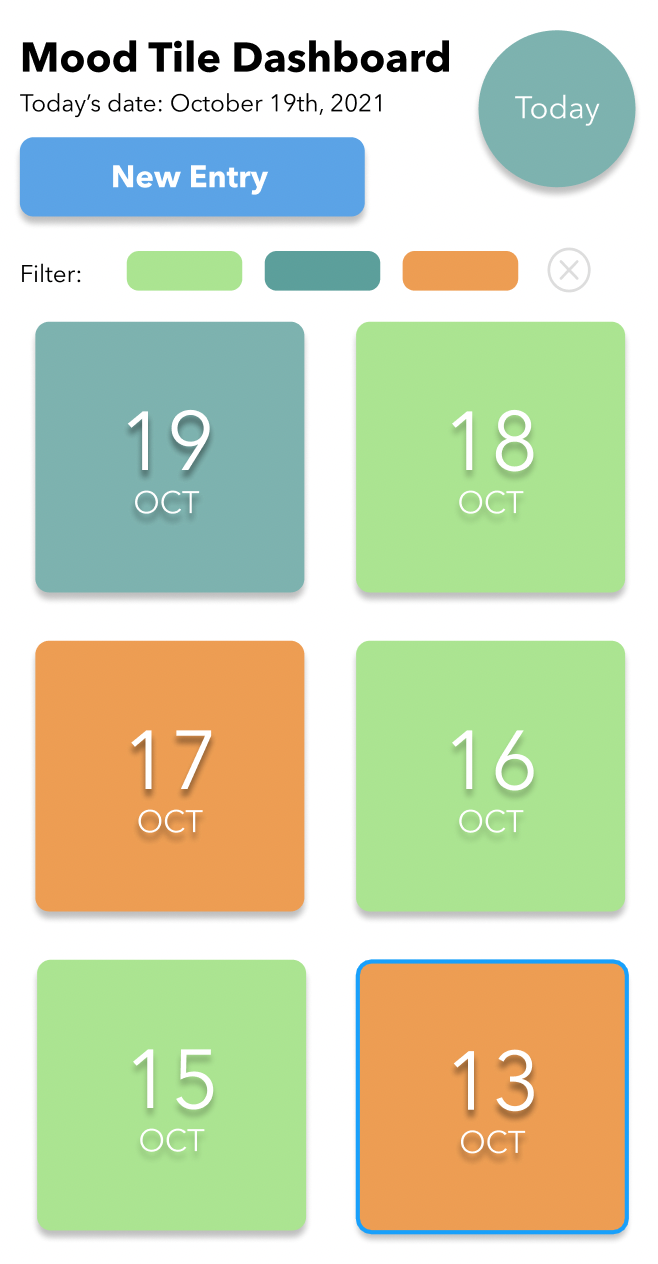 Mood Tile Dashboard
Today’s date: October 19th, 2021
Today
New Entry
Filter:
19
OCT
18
OCT
17
OCT
16
OCT
15
OCT
13
OCT